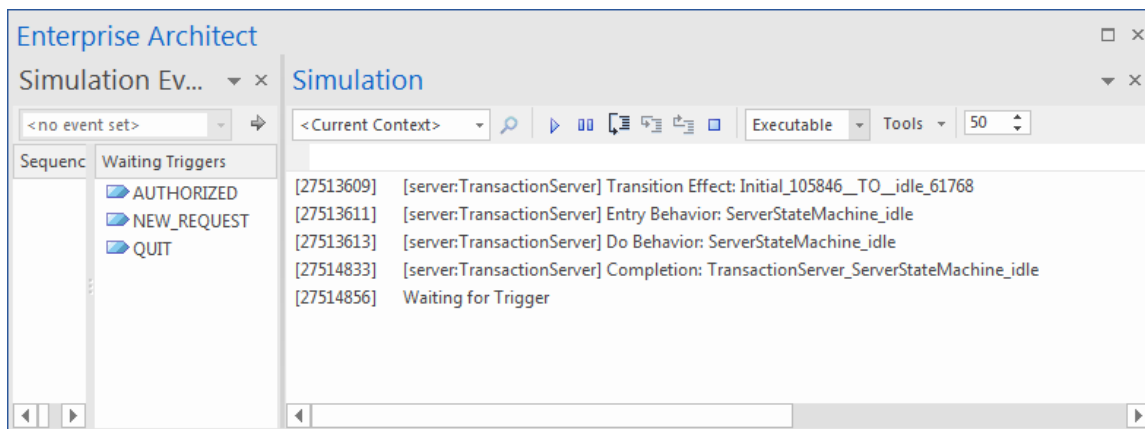 Enterprise Architect
Simulation Ev...
Simulation
<no event set>
<Current Context>
Executable
Tools
50
Sequenc
Waiting Triggers
AUTHORIZED
NEW_REQUEST
QUIT
[27513609] [server:TransactionServer] Transition Effect: Initial_105846__TO__idle_61768
[27513611] [server:TransactionServer] Entry Behavior: ServerStateMachine_idle
[27513613] [server:TransactionServer] Do Behavior: ServerStateMachine_idle
[27514833] [server:TransactionServer] Completion: TransactionServer_ServerStateMachine_idle
[27514856] Waiting for Trigger